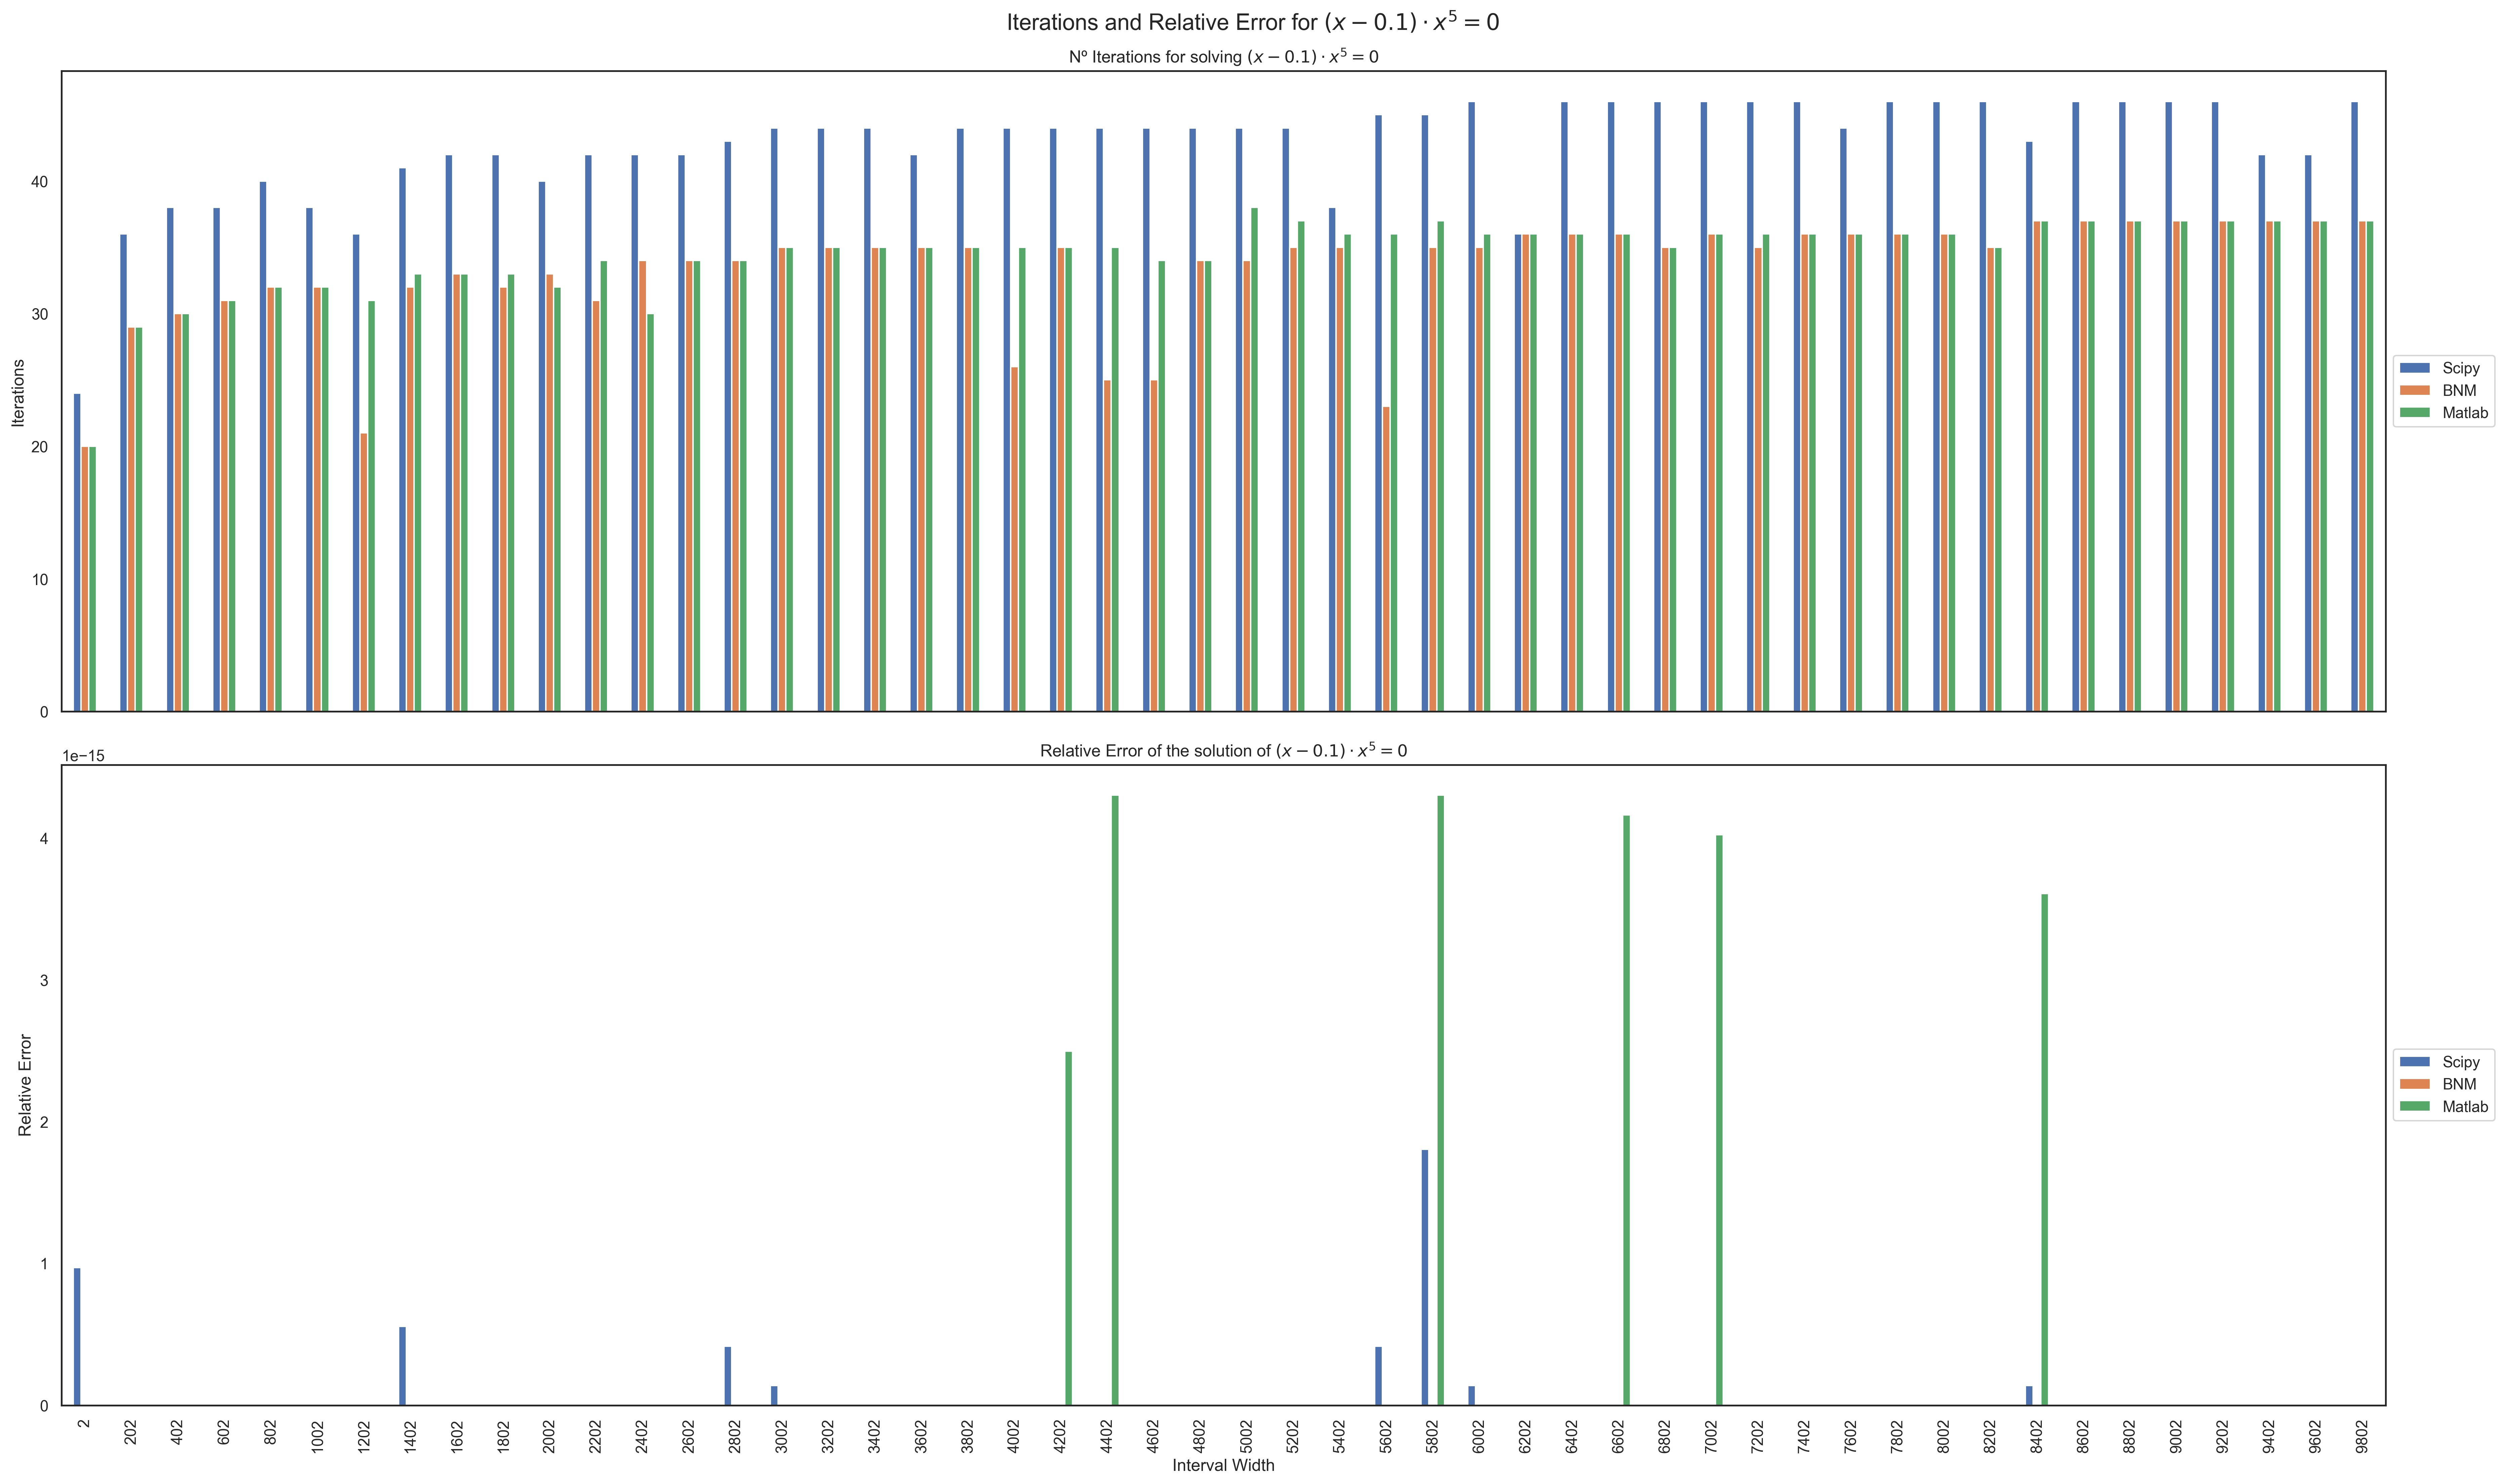 Iterations and Relative Error for (x − 0.1) · x⁵ = 0
Nº Iterations for solving (x − 0.1) · x⁵ = 0
40
30
20
10
0
Iterations
Scipy
BNM
Matlab
1e−15
Relative Error of the solution of (x − 0.1) · x⁵ = 0
4
3
2
1
0
Relative Error
Scipy
BNM
Matlab
2 202 402 602 802 1002 1202 1402 1602 1802 2002 2202 2402 2602 2802 3002 3202 3402 3602 3802 4002 4202 4402 4602 4802 5002 5202 5402 5602 5802 6002 6202 6402 6602 6802 7002 7202 7402 7602 7802 8002 8202 8402 8602 8802 9002 9202 9402 9602 9802
Interval Width